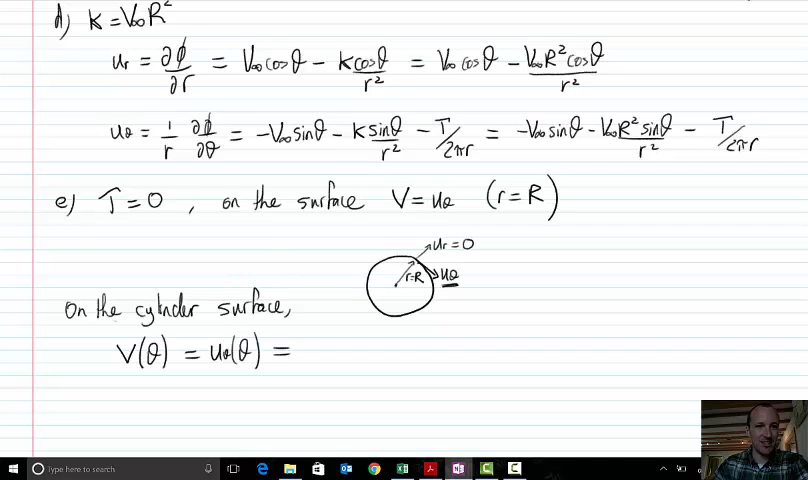 d) K = V∞R²
ur = ∂ϕ/∂r = V∞cosθ - Kcosθ/r² = V∞ cosθ - V∞R²cosθ/r²
uθ = 1/r ∂ϕ/∂θ = -V∞sinθ - Ksinθ/r² - T/2πr = -V∞sinθ - V∞R²sinθ/r² - T/2πr
e) T = 0 , on the surface V = uθ (r = R)
ur = 0
r=R uθ
On the cylinder surface,
V(θ) = uθ(θ) =
Type here to search